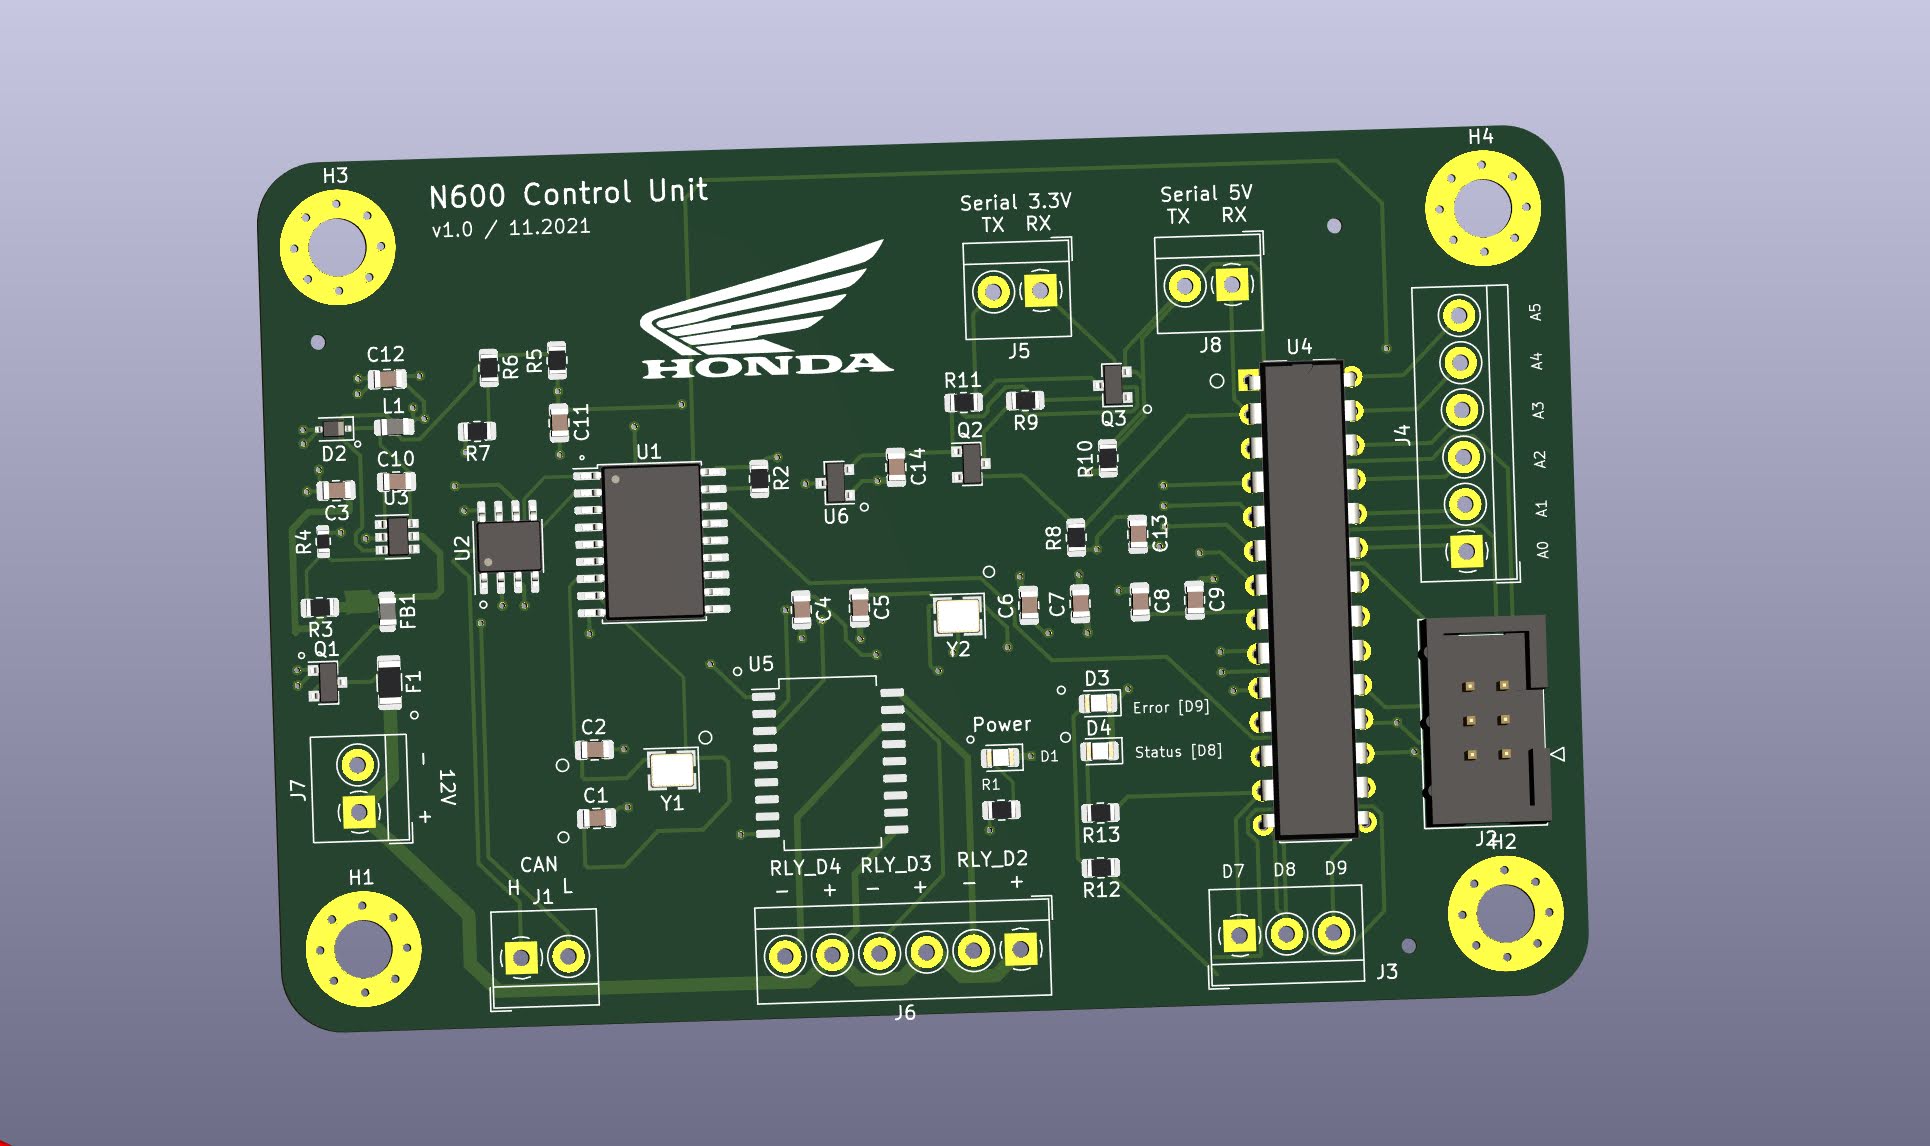 H3
H4
N600 Control Unit
v1.0 / 11.2021
Serial 3.3V
TX RX
Serial 5V
TX RX
HONDA
J5
J8
U4
A5
A4
A3
A2
A1
A0
J4
C12
R6
R5
L1
C11
D2
R7
C10
U3
C3
R4
U2
U1
R2
U6
C14
R11
R9
Q3
Q2
R10
R8
C13
R3
FB1
Q1
F1
C4
C5
Y2
C6
C7
C8
C9
U5
D3
Error [D9]
D4
Status [D8]
Power
D1
R1
C2
C1
Y1
R13
R12
J7
-
12V
+
H1
CAN
H L
J1
RLY_D4 RLY_D3 RLY_D2
- + - + - +
J6
D7 D8 D9
J3
J2
H2